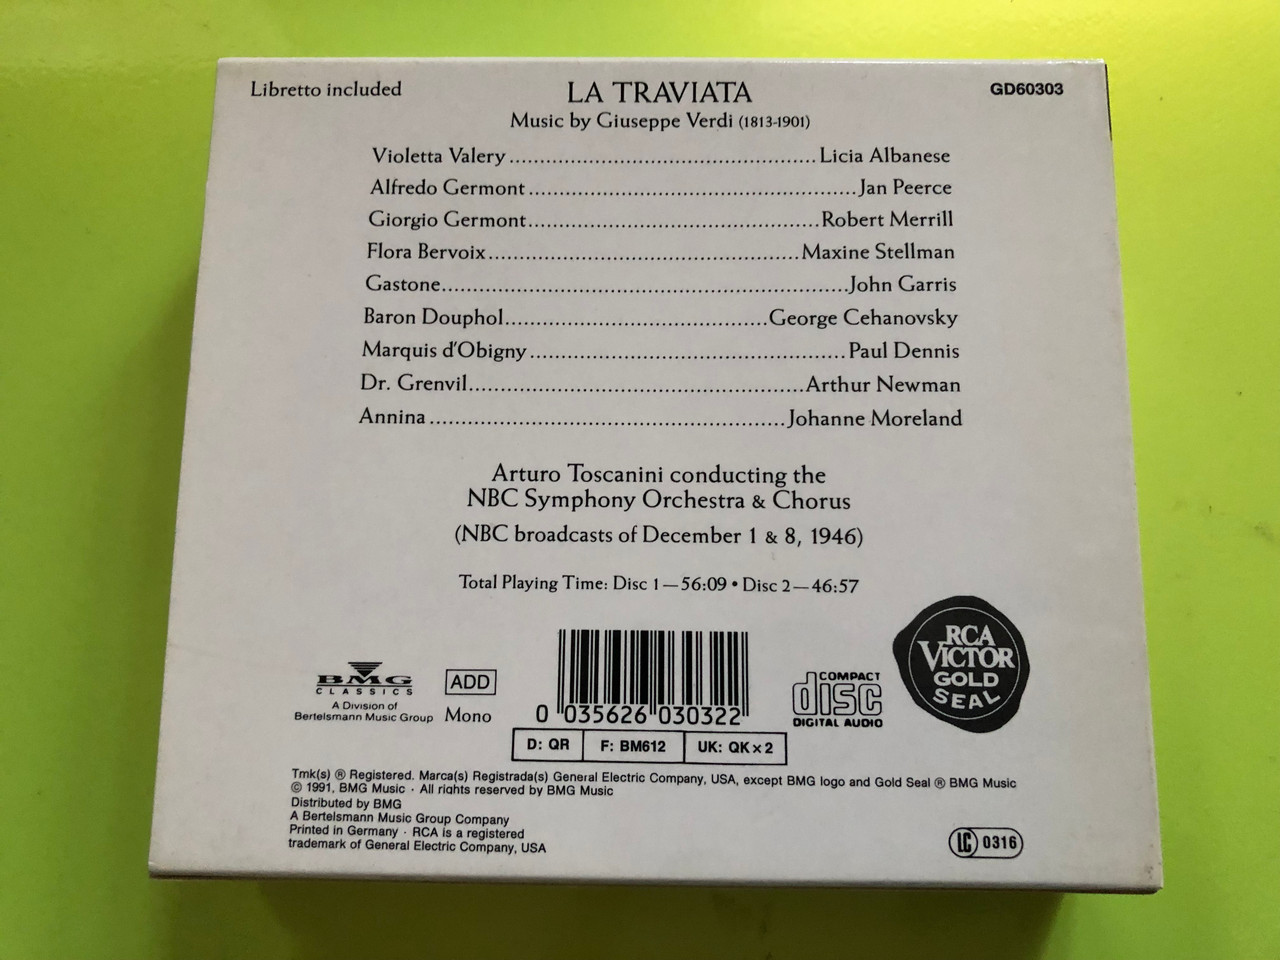 Libretto included
LA TRAVIATA
GD60303
Music by Giuseppe Verdi (1813-1901)
Violetta Valery................................................Licia Albanese
Alfredo Germont...................................................Jan Peerce
Giorgio Germont.............................................Robert Merrill
Flora Bervoix................................................Maxine Stellman
Gastone...............................................................John Garris
Baron Douphol.........................................George Cehanovsky
Marquis d'Obigny.................................................Paul Dennis
Dr. Grenvil...................................................Arthur Newman
Annina.......................................................Johanne Moreland
Arturo Toscanini conducting the
NBC Symphony Orchestra & Chorus
(NBC broadcasts of December 1 & 8, 1946)
Total Playing Time: Disc 1—56:09 • Disc 2—46:57
BMG
CLASSICS
A Division of
Bertelsmann Music Group
ADD
Mono
0 035626 030322
COMPACT
disc
DIGITAL AUDIO
RCA
VICTOR
GOLD
SEAL
D: QR F: BM612 UK: QK×2
Tmk(s) ® Registered. Marca(s) Registrada(s) General Electric Company, USA, except BMG logo and Gold Seal ® BMG Music
© 1991, BMG Music · All rights reserved by BMG Music
Distributed by BMG
A Bertelsmann Music Group Company
Printed in Germany · RCA is a registered
trademark of General Electric Company, USA
LC 0316